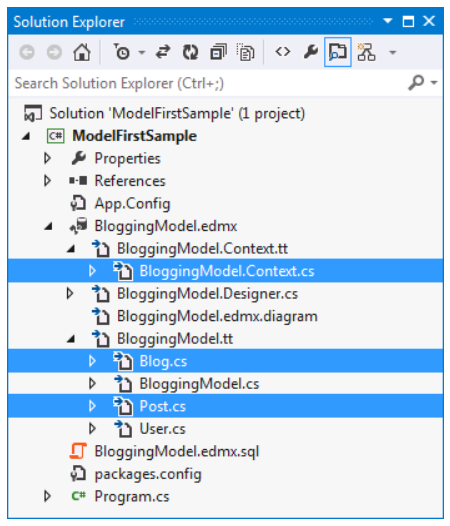 Solution Explorer
Search Solution Explorer (Ctrl+;)
Solution 'ModelFirstSample' (1 project)
C# ModelFirstSample
Properties
References
App.Config
BloggingModel.edmx
BloggingModel.Context.tt
BloggingModel.Context.cs
BloggingModel.Designer.cs
BloggingModel.edmx.diagram
BloggingModel.tt
Blog.cs
BloggingModel.cs
Post.cs
User.cs
BloggingModel.edmx.sql
packages.config
C# Program.cs